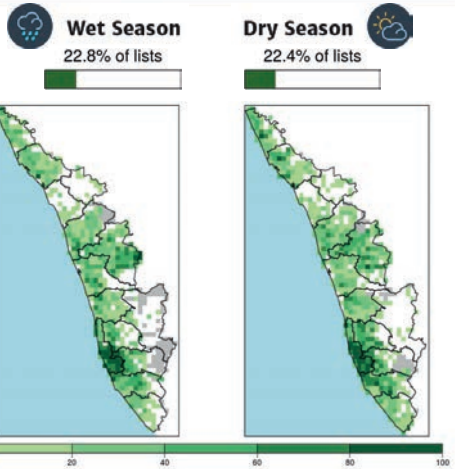 Wet Season
22.8% of lists
Dry Season
22.4% of lists
20 40 60 80 100